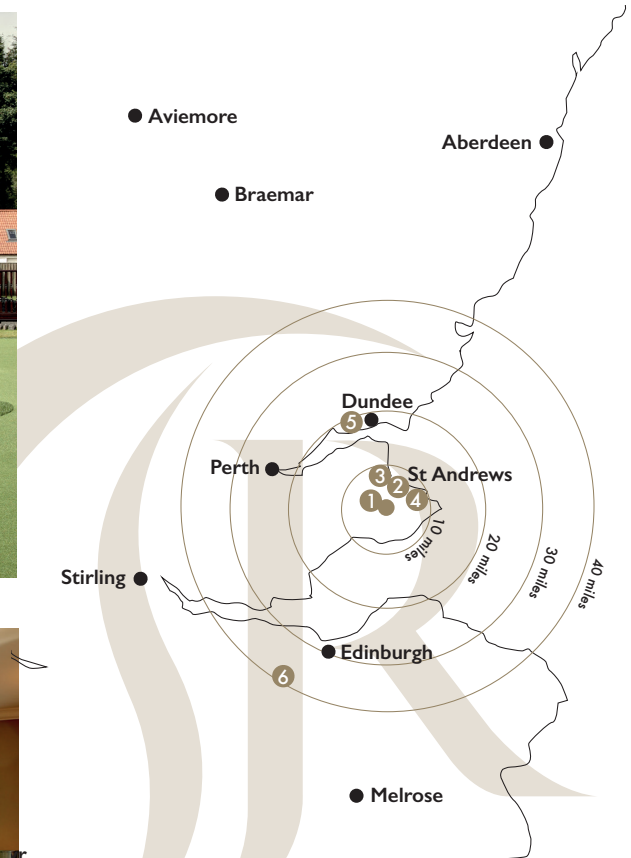 Aviemore
Aberdeen
Braemar
Dundee
5
Perth
3
St Andrews
2
1
4
10 miles
20 miles
30 miles
40 miles
Stirling
Edinburgh
6
Melrose